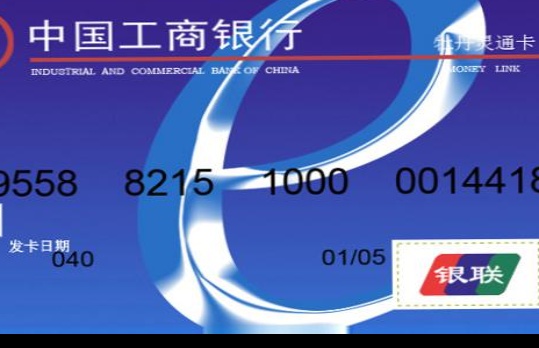 中国工商银行 牡丹灵通卡
INDUSTRIAL AND COMMERCIAL BANK OF CHINA MONEY LINK
9558 8215 1000 0014418
发卡日期
040 01/05
银联